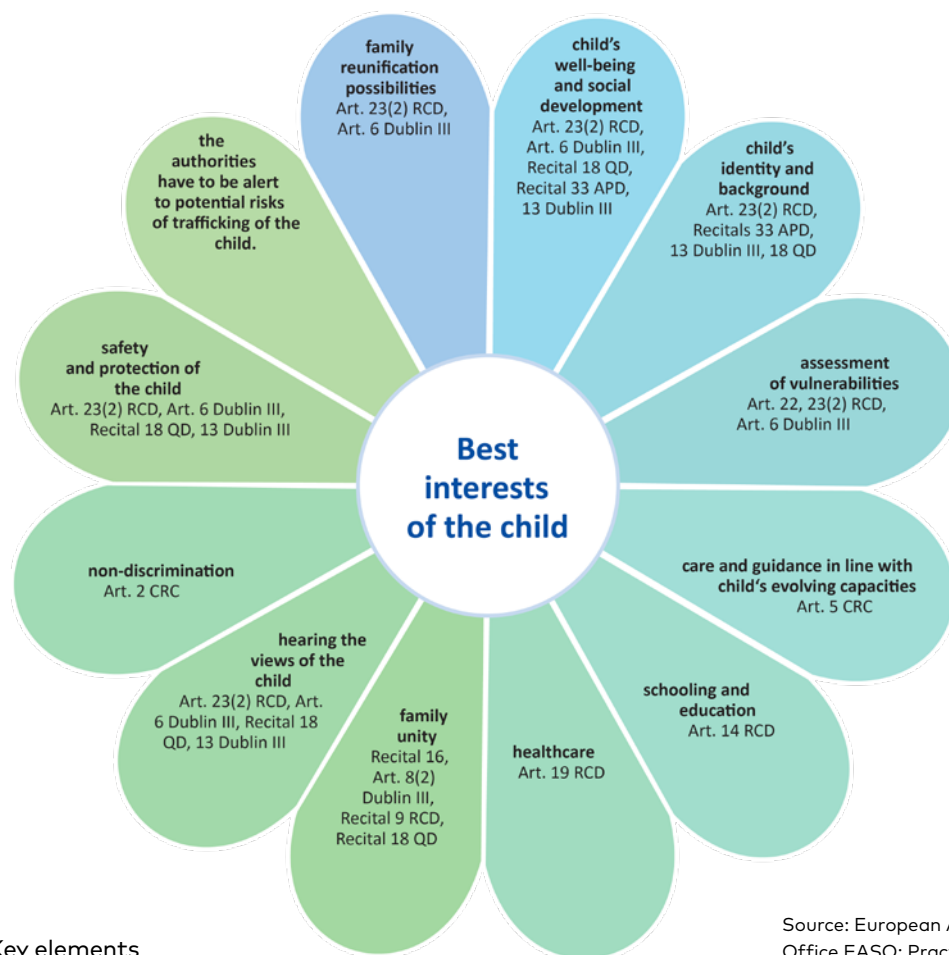 family
reunification
possibilities
Art. 23(2) RCD,
Art. 6 Dublin III
child's
well-being
and social
development
Art. 23(2) RCD,
Art. 6 Dublin III,
Recital 18 QD,
Recital 33 APD,
13 Dublin III
child's
identity and
background
Art. 23(2) RCD,
Recitals 33 APD,
13 Dublin III, 18 QD
assessment
of vulnerabilities
Art. 22, 23(2) RCD,
Art. 6 Dublin III
care and guidance in line with
child‘s evolving capacities
Art. 5 CRC
schooling and
education
Art. 14 RCD
healthcare
Art. 19 RCD
family
unity
Recital 16,
Art. 8(2)
Dublin III,
Recital 9 RCD,
Recital 18 QD
hearing the
views of the
child
Art. 23(2) RCD, Art.
6 Dublin III, Recital 18
QD, 13 Dublin III
non-discrimination
Art. 2 CRC
safety
and protection of
the child
Art. 23(2) RCD, Art. 6 Dublin III,
Recital 18 QD, 13 Dublin III
the
authorities
have to be alert
to potential risks
of trafficking of the
child.
Best
interests
of the child
elements
Source: European
Office EASO: Prac